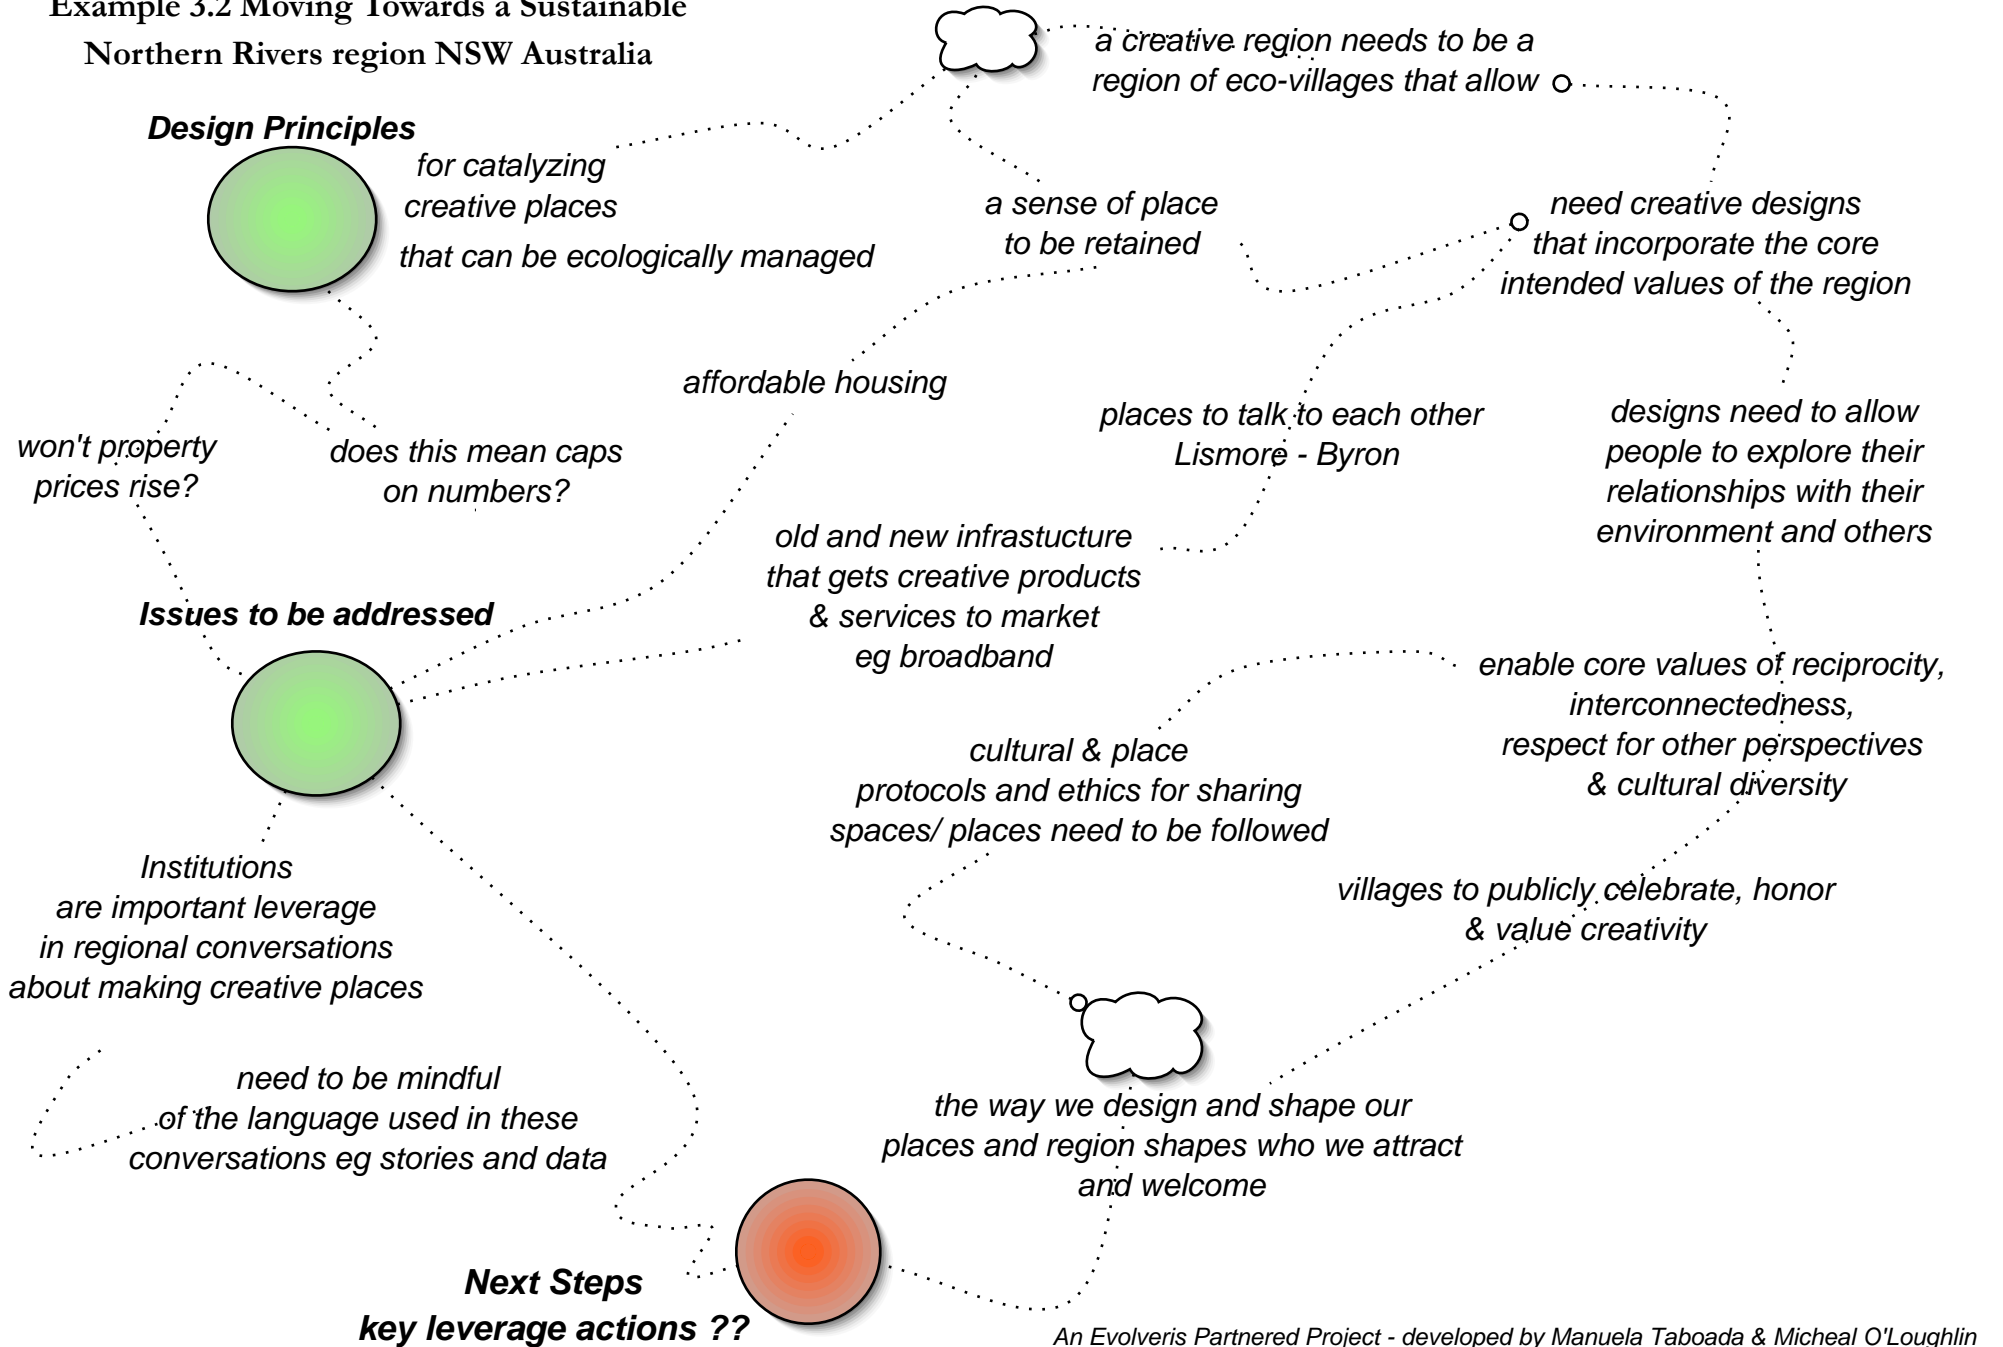 Example 3.2 Moving Towards a Sustainable
Northern Rivers region NSW Australia
a creative region needs to be a
region of eco-villages that allow
Design Principles
for catalyzing
creative places
that can be ecologically managed
a sense of place
to be retained
need creative designs
that incorporate the core
intended values of the region
affordable housing
places to talk to each other
Lismore - Byron
designs need to allow
people to explore their
relationships with their
environment and others
won't property
prices rise?
does this mean caps
on numbers?
old and new infrastucture
that gets creative products
& services to market
eg broadband
Issues to be addressed
enable core values of reciprocity,
interconnectedness,
respect for other perspectives
& cultural diversity
cultural & place
protocols and ethics for sharing
spaces/ places need to be followed
Institutions
are important leverage
in regional conversations
about making creative places
villages to publicly celebrate, honor
& value creativity
need to be mindful
of the language used in these
conversations eg stories and data
the way we design and shape our
places and region shapes who we attract
and welcome
Next Steps
key leverage actions ??
An Evolveris Partnered Project - developed by Manuela Taboada & Micheal O'Loughlin